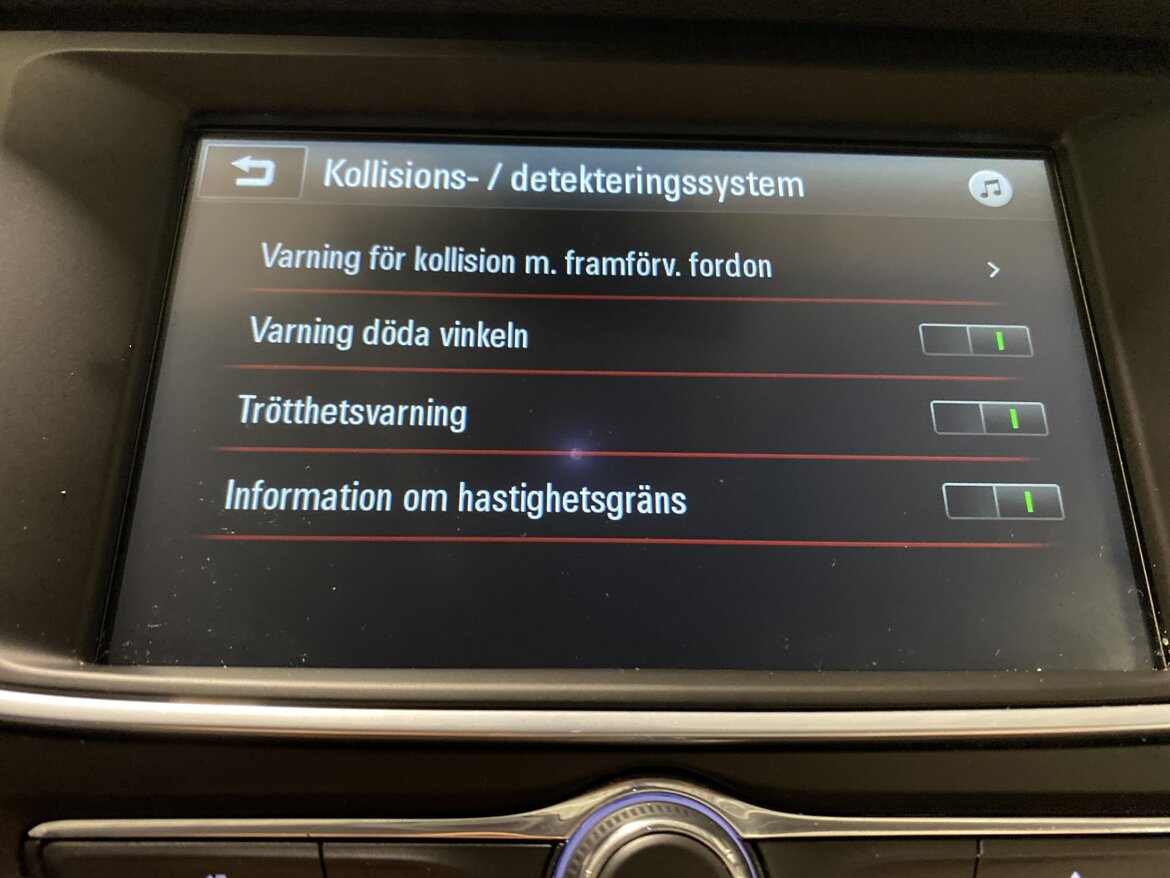 Kollisions- / detekteringssystem
Varning för kollision m. framförv. fordon
Varning döda vinkeln
Trötthetsvarning
Information om hastighetsgräns